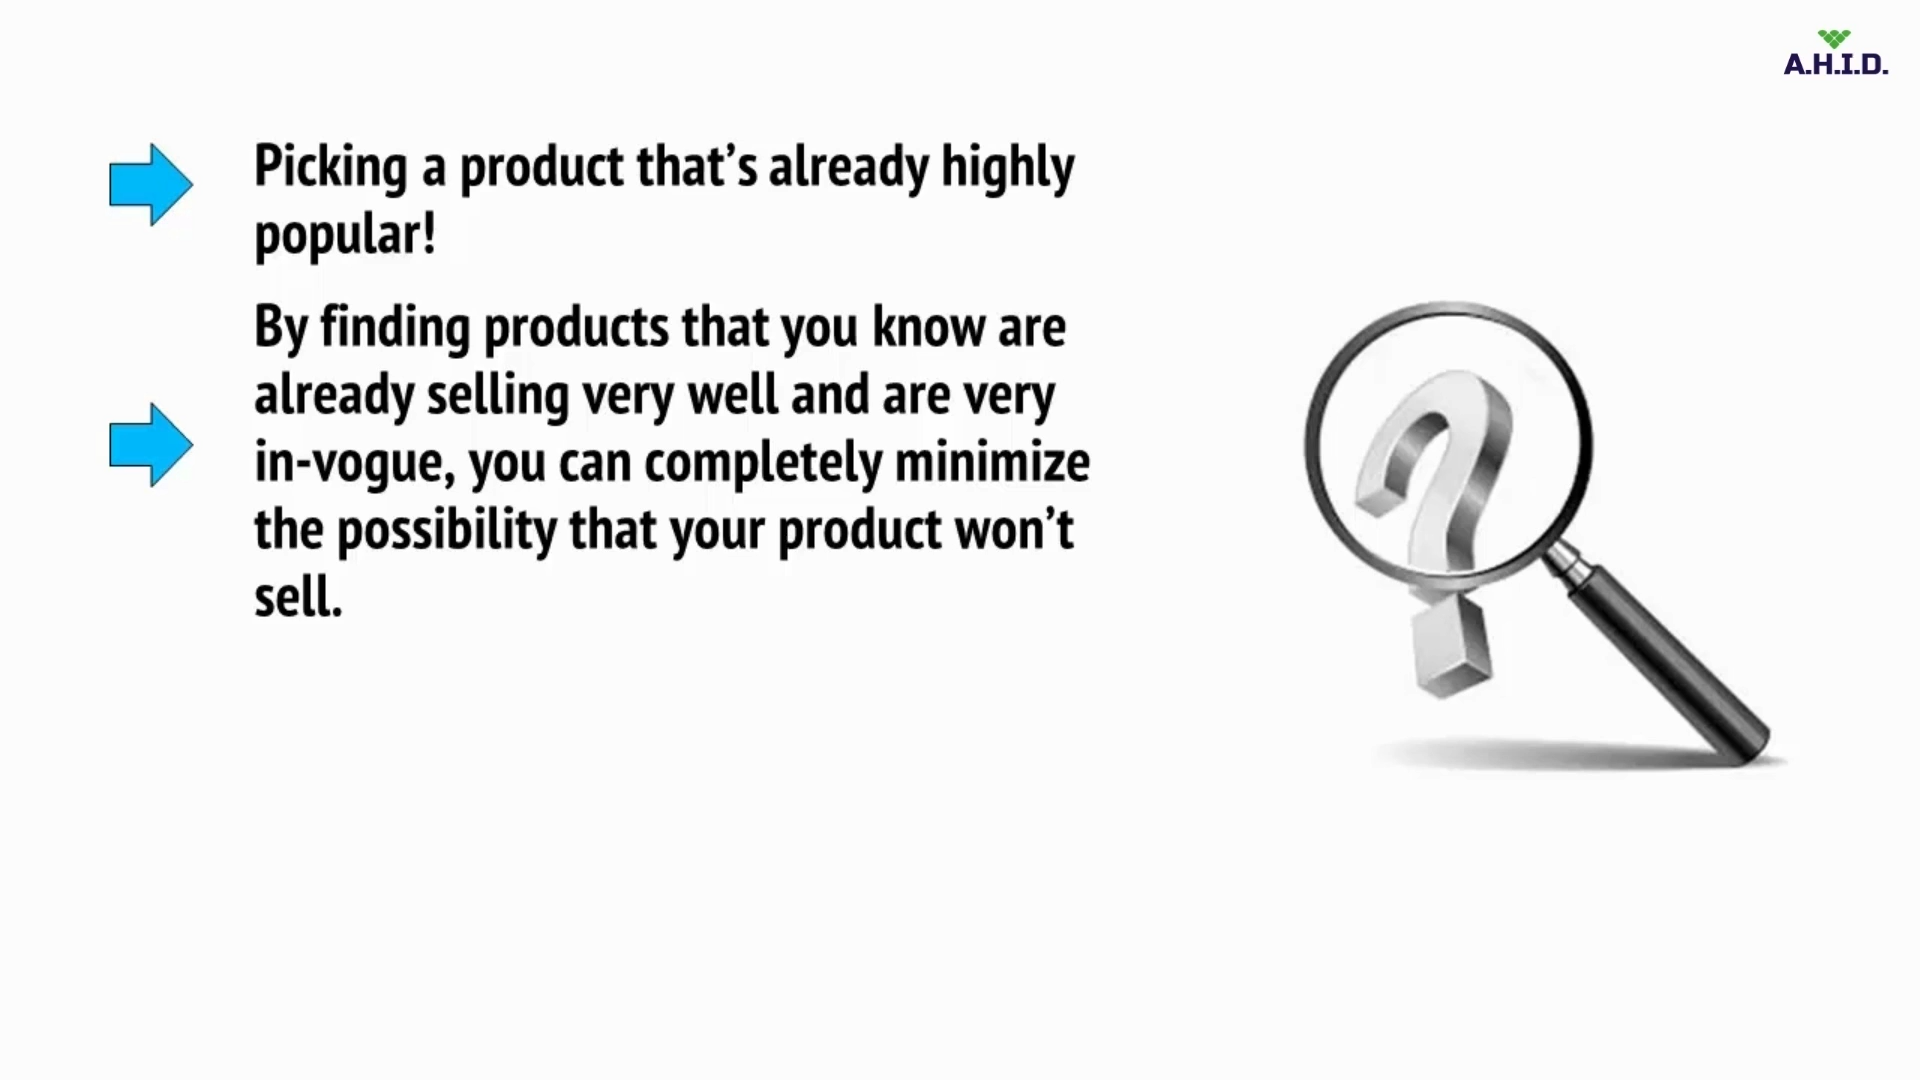 A.H.I.D.
Picking a product that’s already highly
popular!
By finding products that you know are
already selling very well and are very
in-vogue, you can completely minimize
the possibility that your product won’t
sell.